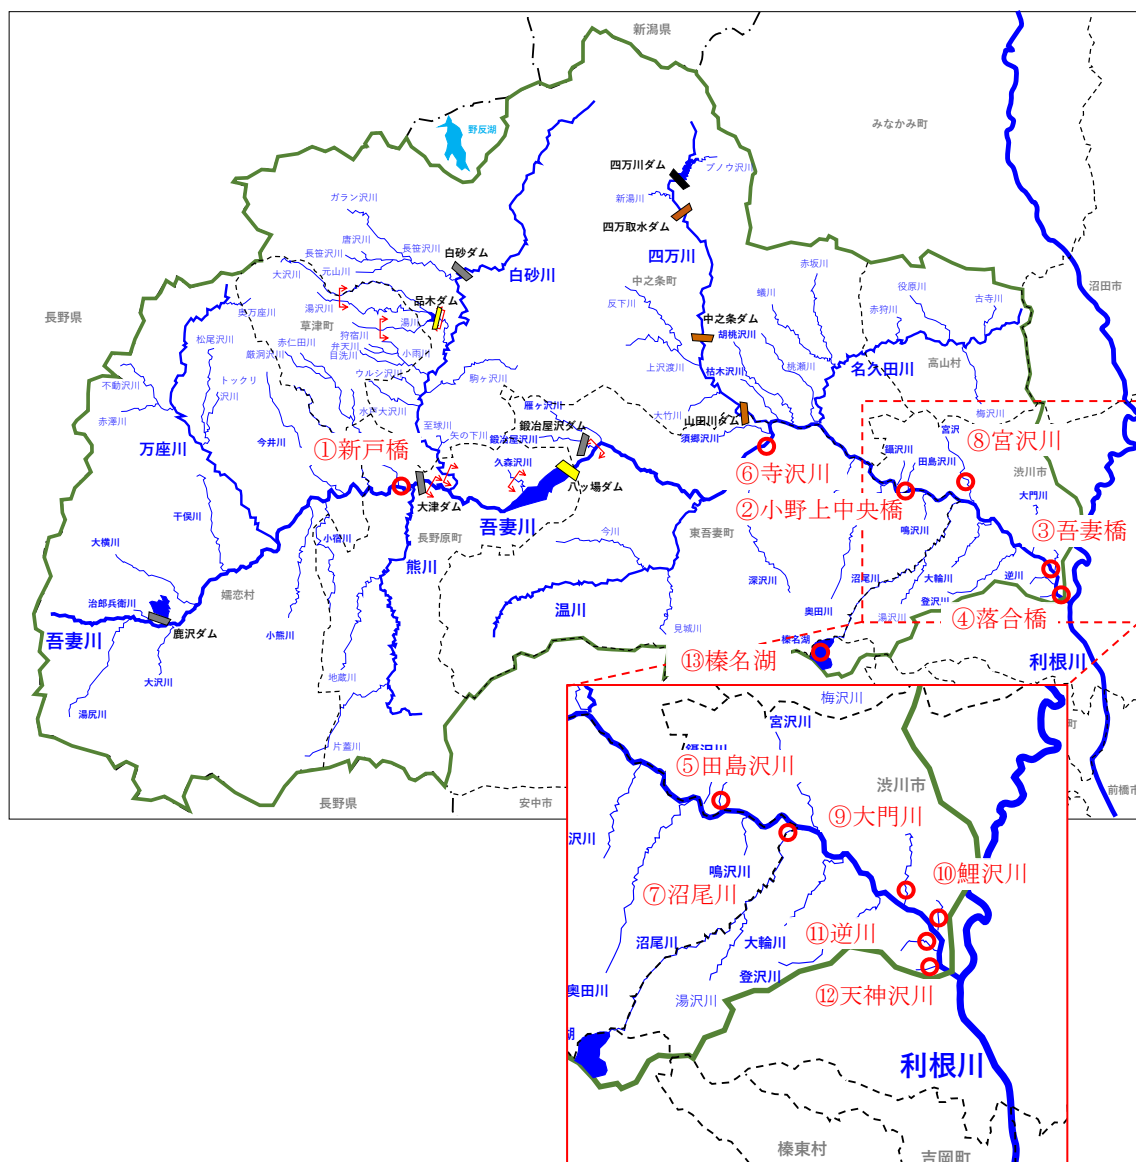 新潟県
みなかみ町
野反湖
四万川ダム
ブノウ沢川
新湯川
四万取水ダム
ガラン沢川
唐沢川
長笹沢川
長笹沢川
白砂ダム
四万川
赤坂川
大沢川
元山川
白砂川
中之条町
沼田市
役原川
蟻川
反下川
古寺川
品木ダム
湯沢川
奥万座川
赤狩川
長野県
中之条ダム
湯川
草津町
胡桃沢川
狩宿川
松尾沢川
赤仁田川
弁天川
目洗川
小雨川
厳洞沢川
高山村
上沢渡川
桃瀬川
名久田川
枯木沢川
ウルシ沢川
駒ヶ沢川
トックリ
沢川
不動沢川
雁ヶ沢川
水戸大沢川
大竹川
山田川ダム
梅沢川
赤澤川
至球川
鍛冶屋沢ダム
宮沢
⑧宮沢川
万座川
今井川
矢の下川
鍛冶屋沢川
須郷沢川
①新戸橋
鎺沢川
田島沢川
久森沢川
⑥寺沢川
渋川市
八ッ場ダム
大門川
大津ダム
②小野上中央橋
干俣川
吾妻川
鳴沢川
③吾妻橋
今川
東吾妻町
小宿川
長野原町
大横川
熊川
深沢川
沼尾川
大輪川
逆川
嬬恋村
治郎兵衛川
登沢川
奥田川
温川
湯沢川
④落合橋
見城川
鹿沢ダム
小熊川
吾妻川
榛名湖
⑬榛名湖
利根川
地蔵川
大沢川
湯尻川
梅沢川
宮沢川
町
片蓋川
⑤田島沢川
渋川市
前橋市
長野県
安中市
⑨大門川
沢川
鳴沢川
⑩鯉沢川
⑦沼尾川
⑪逆川
沼尾川
大輪川
登沢川
奥田川
湯沢川
⑫天神沢川
湖
利根川
榛東村
吉岡町